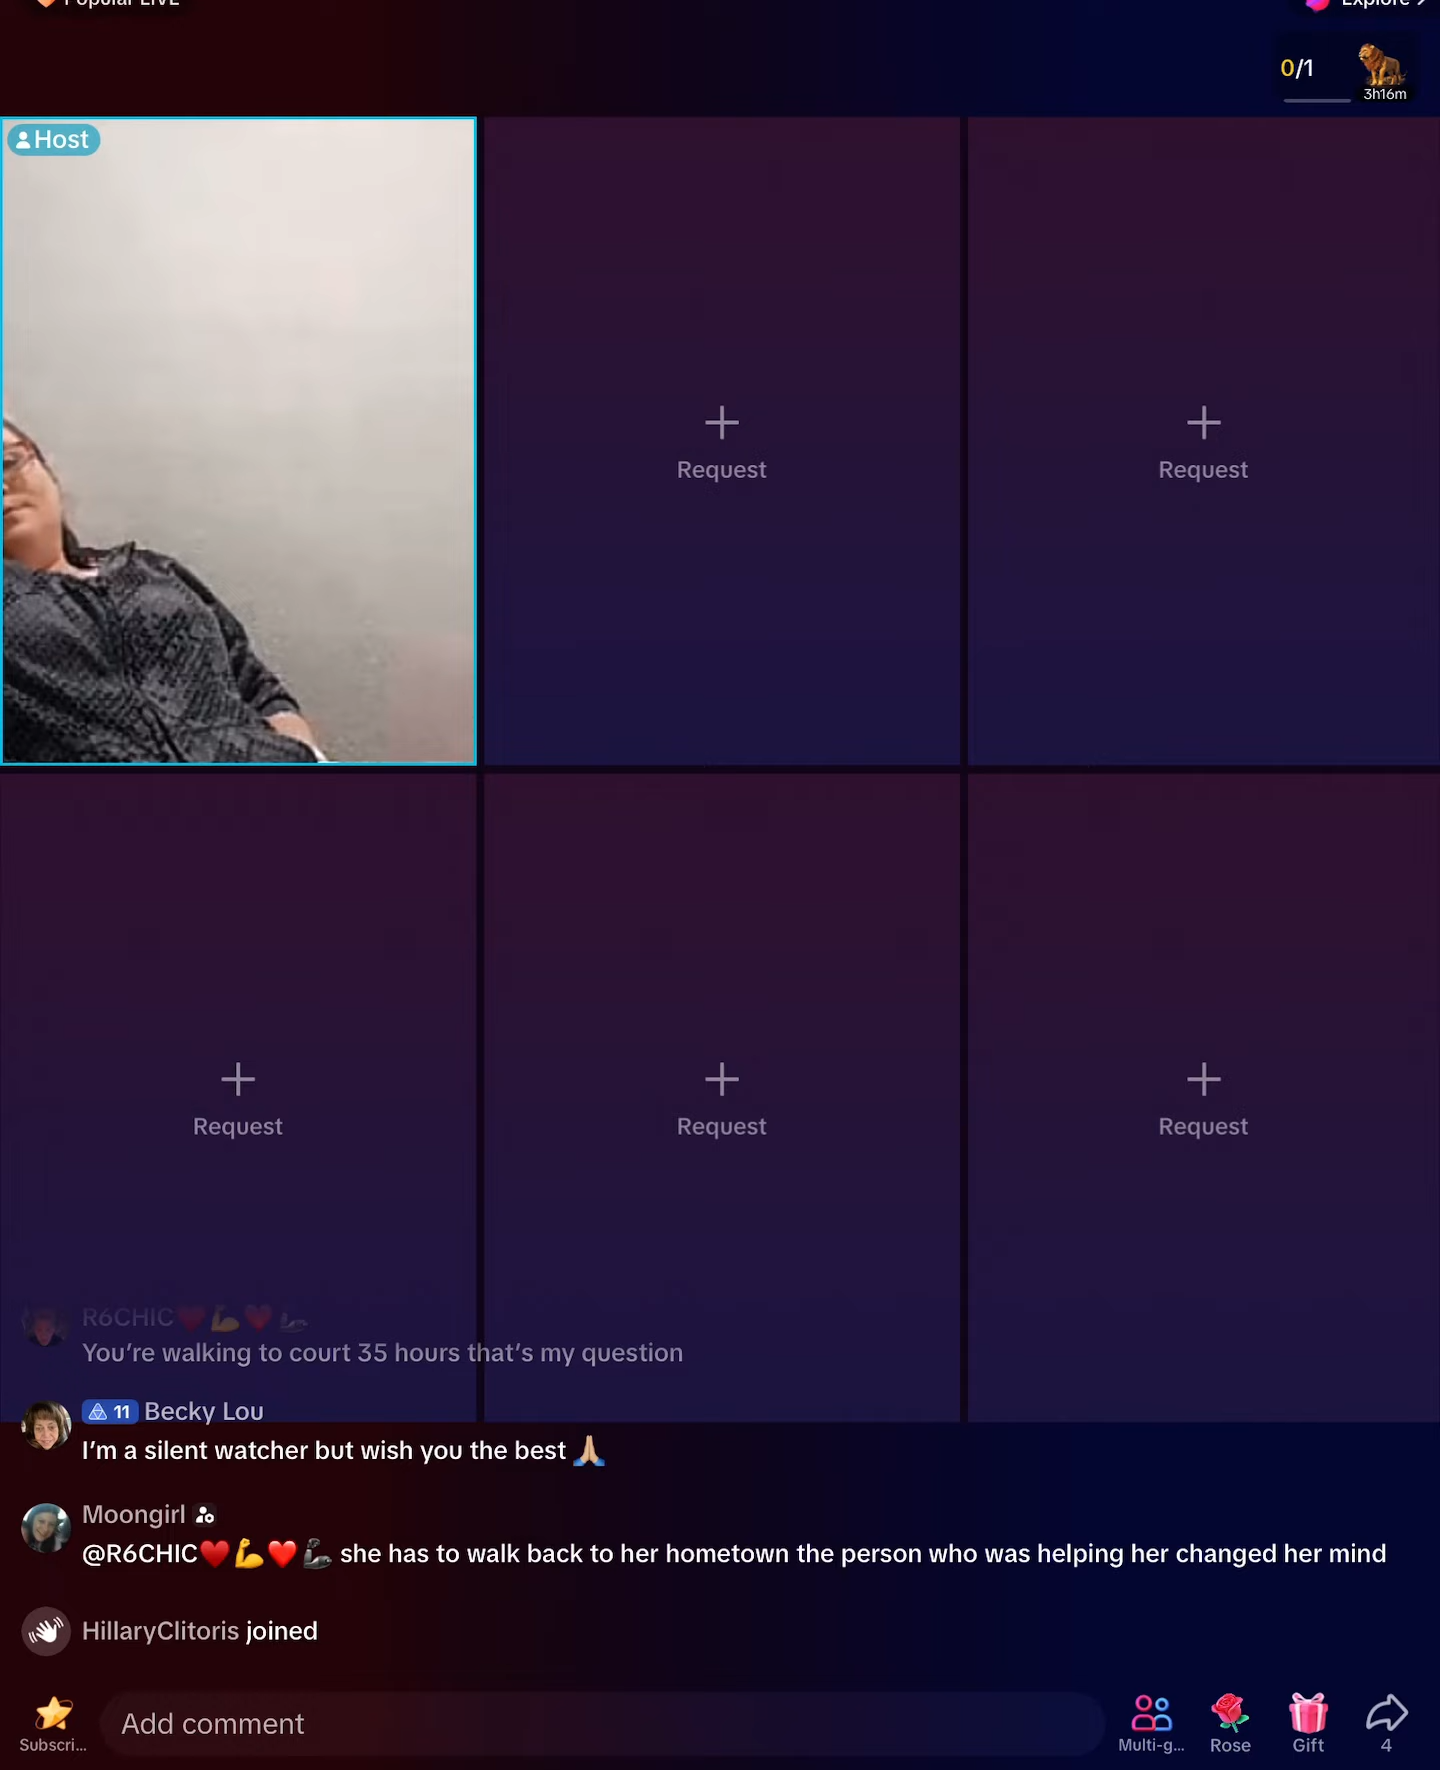 Popular LIVE
Explore >
0/1
3h16m
Host
Request
Request
Request
Request
Request
R6CHIC❤️💪❤️🦾
You're walking to court 35 hours that's my question
11 Becky Lou
I'm a silent watcher but wish you the best 🙏🏼
Moongirl
@R6CHIC❤️💪❤️🦾 she has to walk back to her hometown the person who was helping her changed her mind
HillaryClitoris joined
Add comment
Subscri...
Multi-g...
Rose
Gift
4